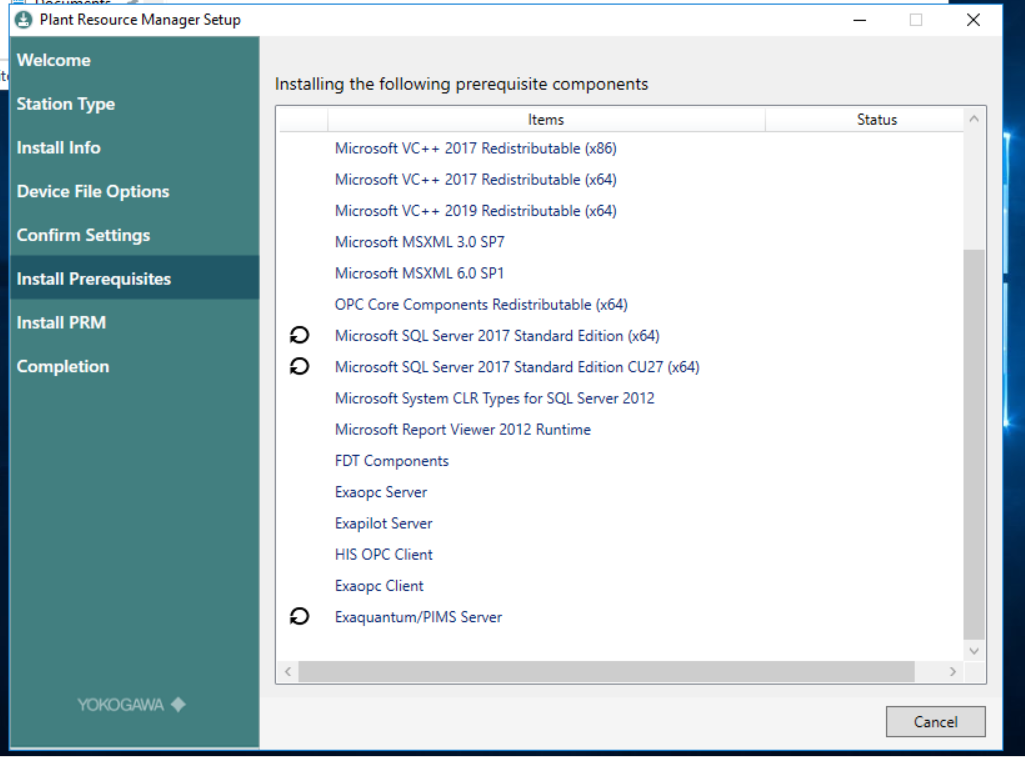 Documents
Plant Resource Manager Setup
Welcome
Station Type
Install Info
Device File Options
Confirm Settings
Install Prerequisites
Install PRM
Completion
YOKOGAWA
Installing the following prerequisite components
Items Status
Microsoft VC++ 2017 Redistributable (x86)
Microsoft VC++ 2017 Redistributable (x64)
Microsoft VC++ 2019 Redistributable (x64)
Microsoft MSXML 3.0 SP7
Microsoft MSXML 6.0 SP1
OPC Core Components Redistributable (x64)
Microsoft SQL Server 2017 Standard Edition (x64)
Microsoft SQL Server 2017 Standard Edition CU27 (x64)
Microsoft System CLR Types for SQL Server 2012
Microsoft Report Viewer 2012 Runtime
FDT Components
Exaopc Server
Exapilot Server
HIS OPC Client
Exaopc Client
Exaquantum/PIMS Server
Cancel